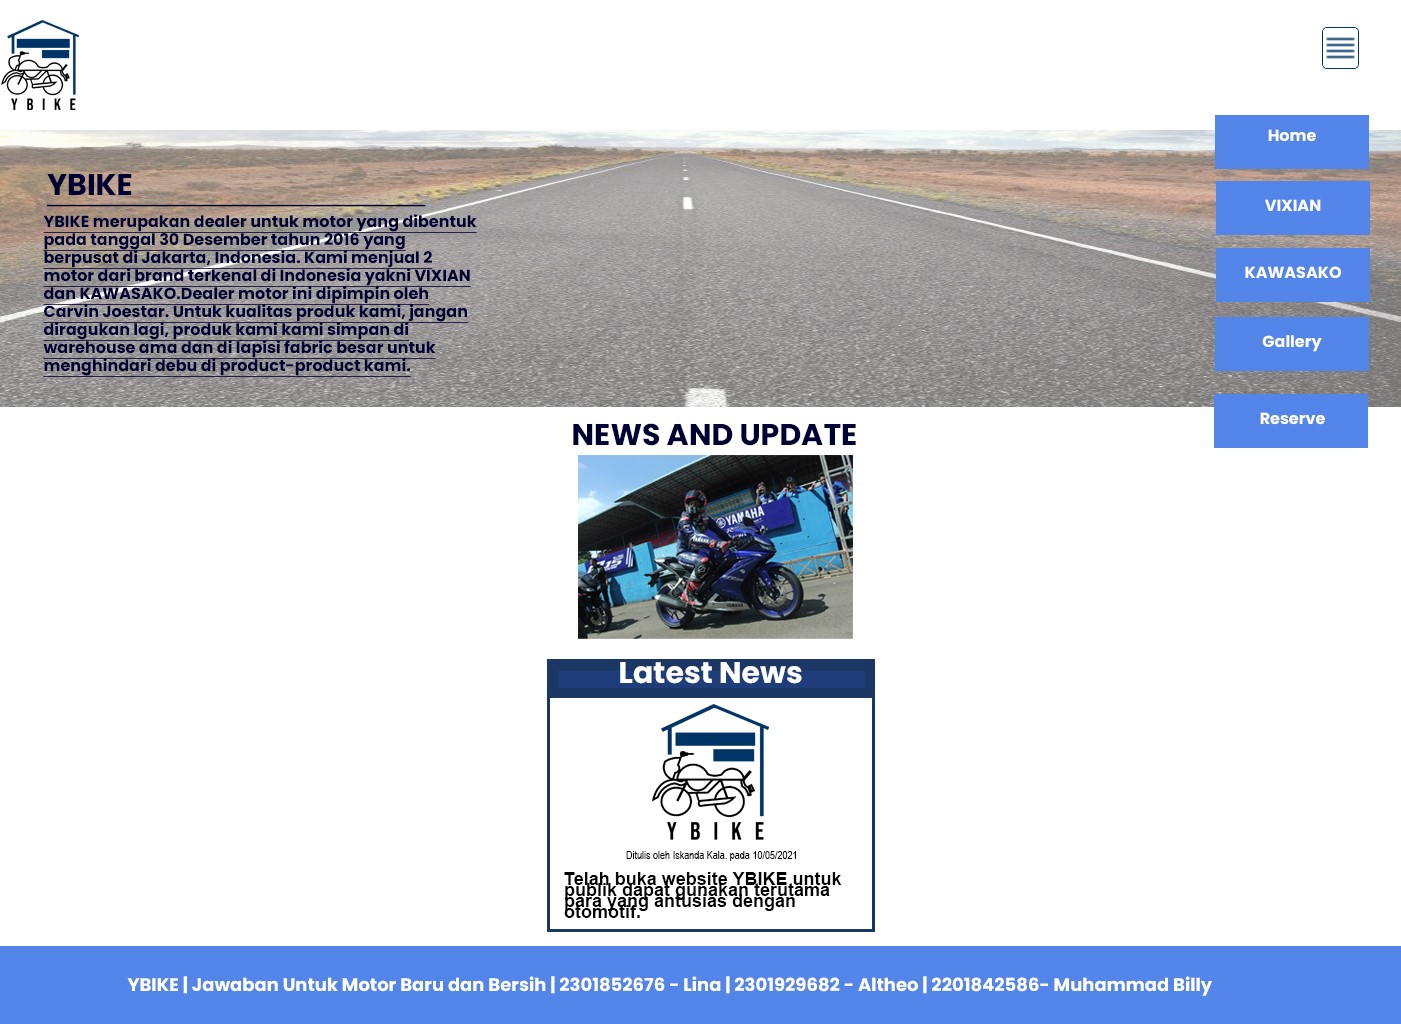 YBIKE
Home
VIXIAN
KAWASAKO
Gallery
Reserve
YBIKE
YBIKE merupakan dealer untuk motor yang dibentuk
pada tanggal 30 Desember tahun 2016 yang
berpusat di Jakarta, Indonesia. Kami menjual 2
motor dari brand terkenal di Indonesia yakni VIXIAN
dan KAWASAKO.Dealer motor ini dipimpin oleh
Carvin Joestar. Untuk kualitas produk kami, jangan
diragukan lagi, produk kami kami simpan di
warehouse ama dan di lapisi fabric besar untuk
menghindari debu di product-product kami.
NEWS AND UPDATE
YAMAHA
Latest News
YBIKE
Ditulis oleh Iskanda Kala. pada 10/05/2021
Telah buka website YBIKE untuk
publik dapat gunakan terutama
para yang antusias dengan
otomotif.
YBIKE | Jawaban Untuk Motor Baru dan Bersih | 2301852676 - Lina | 2301929682 - Altheo | 2201842586- Muhammad Billy